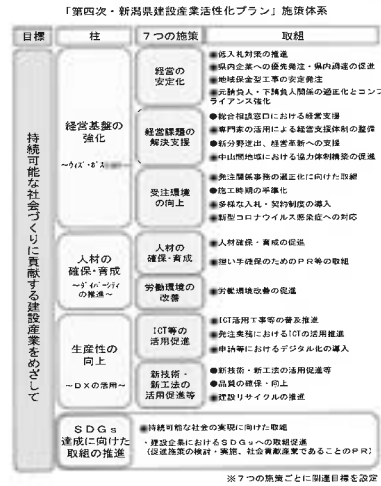 「第四次・新潟県建設産業活性化プラン」施策体系
目標
柱
7つの施策
取組
持続可能な社会づくりに貢献する建設産業をめざして
経営基盤の
強化
経営の
安定化
●低入札対策の推進
●県内企業への優先発注・県内調達の促進
●地域保全型工事の安定発注
●元請負人・下請負人関係の適正化とコンプ
ライアンス強化
経営課題の
解決支援
●総合相談窓口における経営支援
●専門家の活用による経営支援体制の整備
●新分野進出、経営革新への支援
●中山間地域における協力体制構築の促進
受注環境
の向上
●発注関係事務の適正化に向けた取組
●施工時期の平準化
●多様な入札・契約制度の導入
●新型コロナウイルス感染症への対応
人材の
確保・育成
～ダイバーシティ
の推進～
人材の
確保・育成
●人材確保・育成の促進
●担い手確保のためのPR等の取組
労働環境の
改善
●労働環境改善の促進
生産性の
向上
～DXの活用～
ICT等の
活用促進
●ICT活用工事等の普及推進
●発注業務におけるICTの活用推進
●申請等におけるデジタル化の導入
新技術・
新工法の
活用促進等
●新技術・新工法の活用促進等
●品質の確保・向上
●建設リサイクルの推進
SDGs
達成に向けた
取組の推進
●持続可能な社会の実現に向けた取組
・建設企業におけるSDGsへの取組促進
（促進施策の検討・実施、社会貢献産業であることのPR）
※7つの施策ごとに関連目標を設定